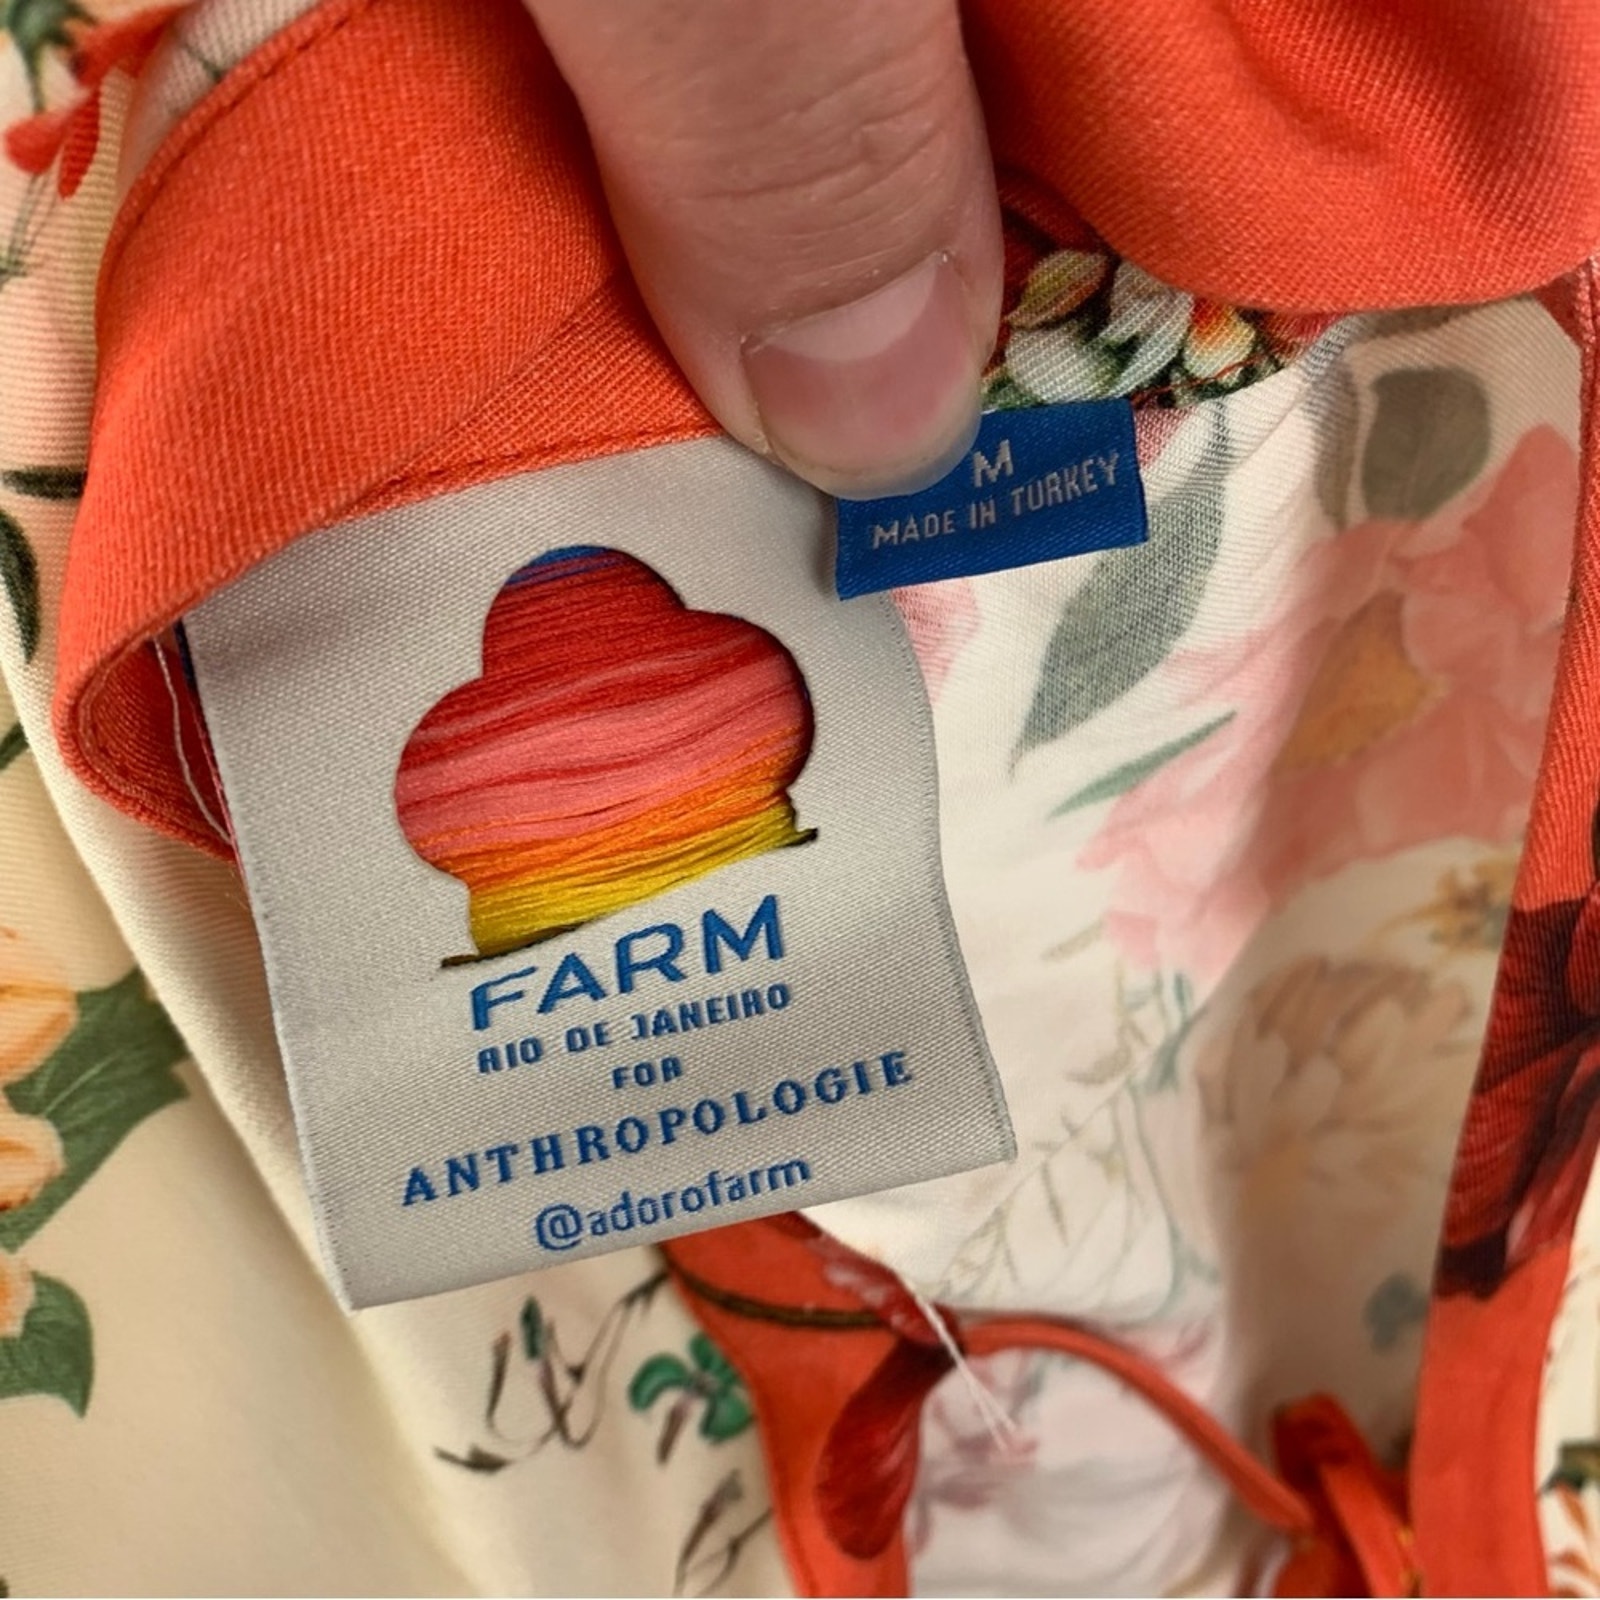 M
MADE IN TURKEY
FARM
RIO DE JANEIRO
FOR
ANTHROPOLOGIE
@adorofarm